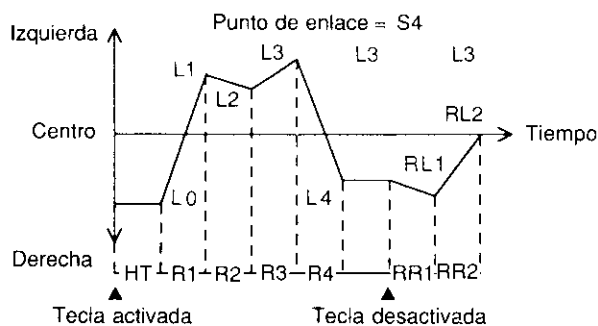 Punto de enlace = S4
Izquierda
L1
L3
L3
L3
L2
RL2
Centro
Tiempo
RL1
L0
L4
Derecha
HT R1 R2 R3 R4 RR1 RR2
Tecla activada
Tecla desactivada